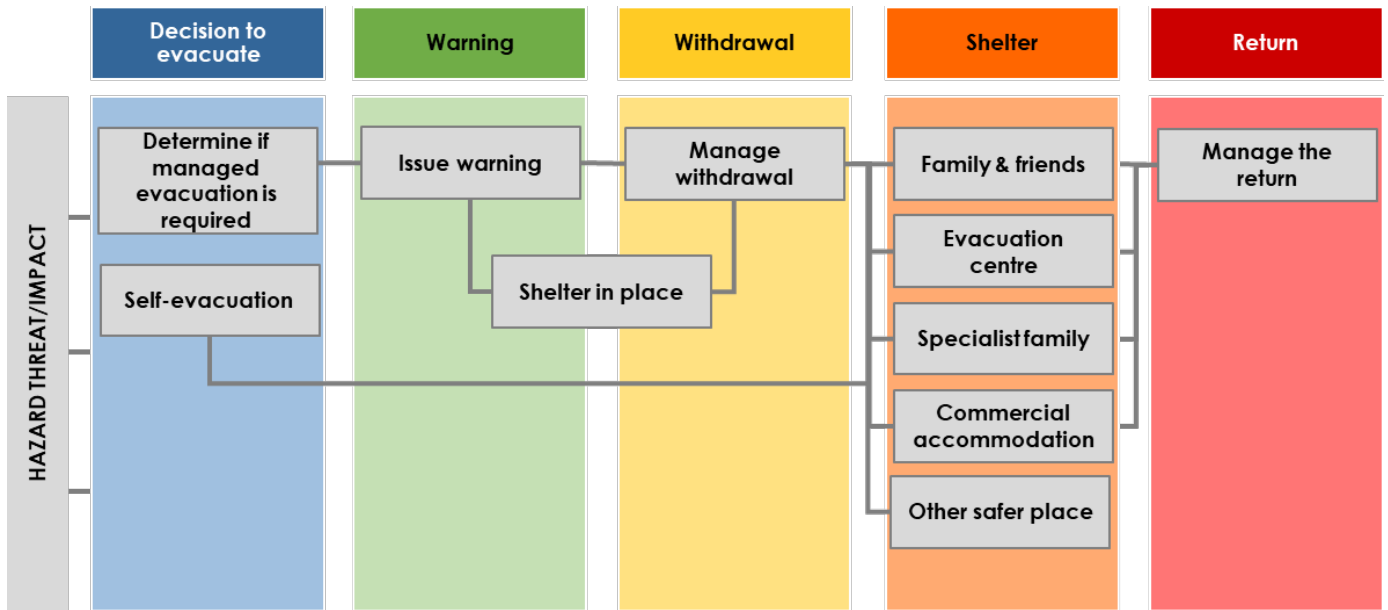 Decision to
evacuate
Warning
Withdrawal
Shelter
Return
HAZARD THREAT/IMPACT
Determine if
managed
evacuation is
required
Self-evacuation
Issue warning
Shelter in place
Manage
withdrawal
Family & friends
Evacuation
centre
Specialist family
Commercial
accommodation
Other safer place
Manage the
return